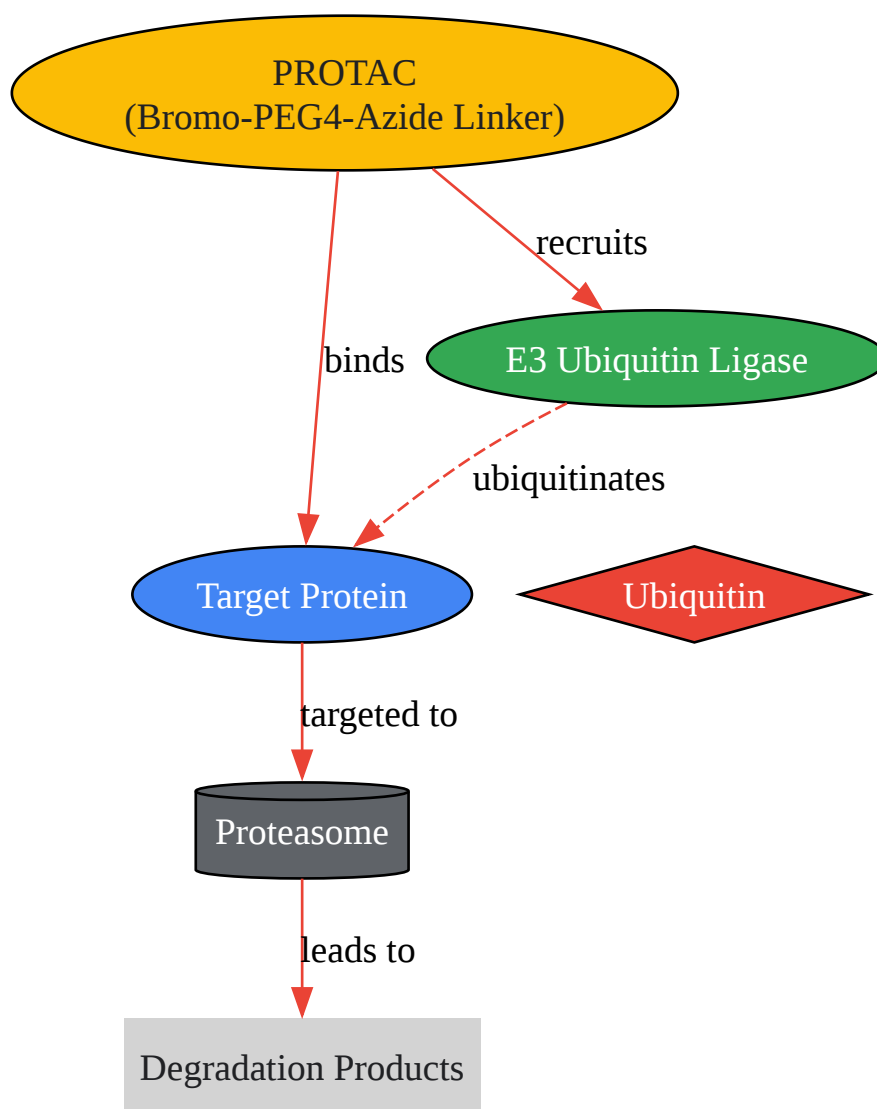 PROTAC
(Bromo-PEG4-Azide Linker)
recruits
binds
E3 Ubiquitin Ligase
ubiquitinates
Target Protein
Ubiquitin
targeted to
Proteasome
leads to
Degradation Products